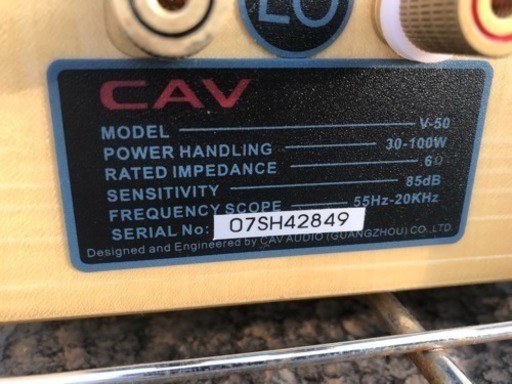 LO
CAV
MODEL V-50
POWER HANDLING 30-100W
RATED IMPEDANCE 6Ω
SENSITIVITY 85dB
FREQUENCY SCOPE 55Hz-20KHz
SERIAL No: 07SH42849
Designed and Engineered by CAV AUDIO (GUANGZHOU) CO.,LTD